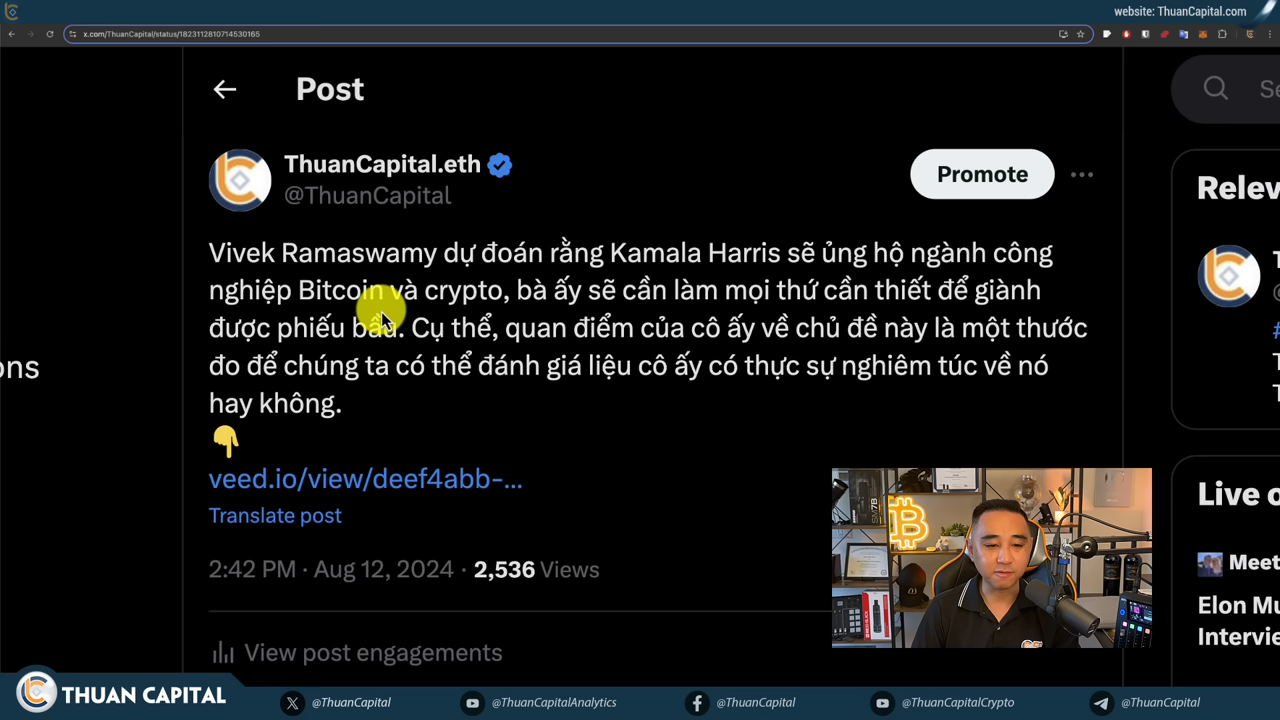 website: ThuanCapital.com
x.com/ThuanCapital/status/1823112810714530165
Post
ThuanCapital.eth
@ThuanCapital
Promote
Vivek Ramaswamy dự đoán rằng Kamala Harris sẽ ủng hộ ngành công
nghiệp Bitcoin và crypto, bà ấy sẽ cần làm mọi thứ cần thiết để giành
được phiếu bầu. Cụ thể, quan điểm của cô ấy về chủ đề này là một thước
đo để chúng ta có thể đánh giá liệu cô ấy có thực sự nghiêm túc về nó
hay không.
👇
veed.io/view/deef4abb-...
Translate post
2:42 PM · Aug 12, 2024 · 2,536 Views
View post engagements
ons
Se
Relev
T
#
T
T
Live o
Meet
Elon Mu
Intervie
SM7B
THUAN CAPITAL
@ThuanCapital
@ThuanCapitalAnalytics
@ThuanCapital
@ThuanCapitalCrypto
@ThuanCapital